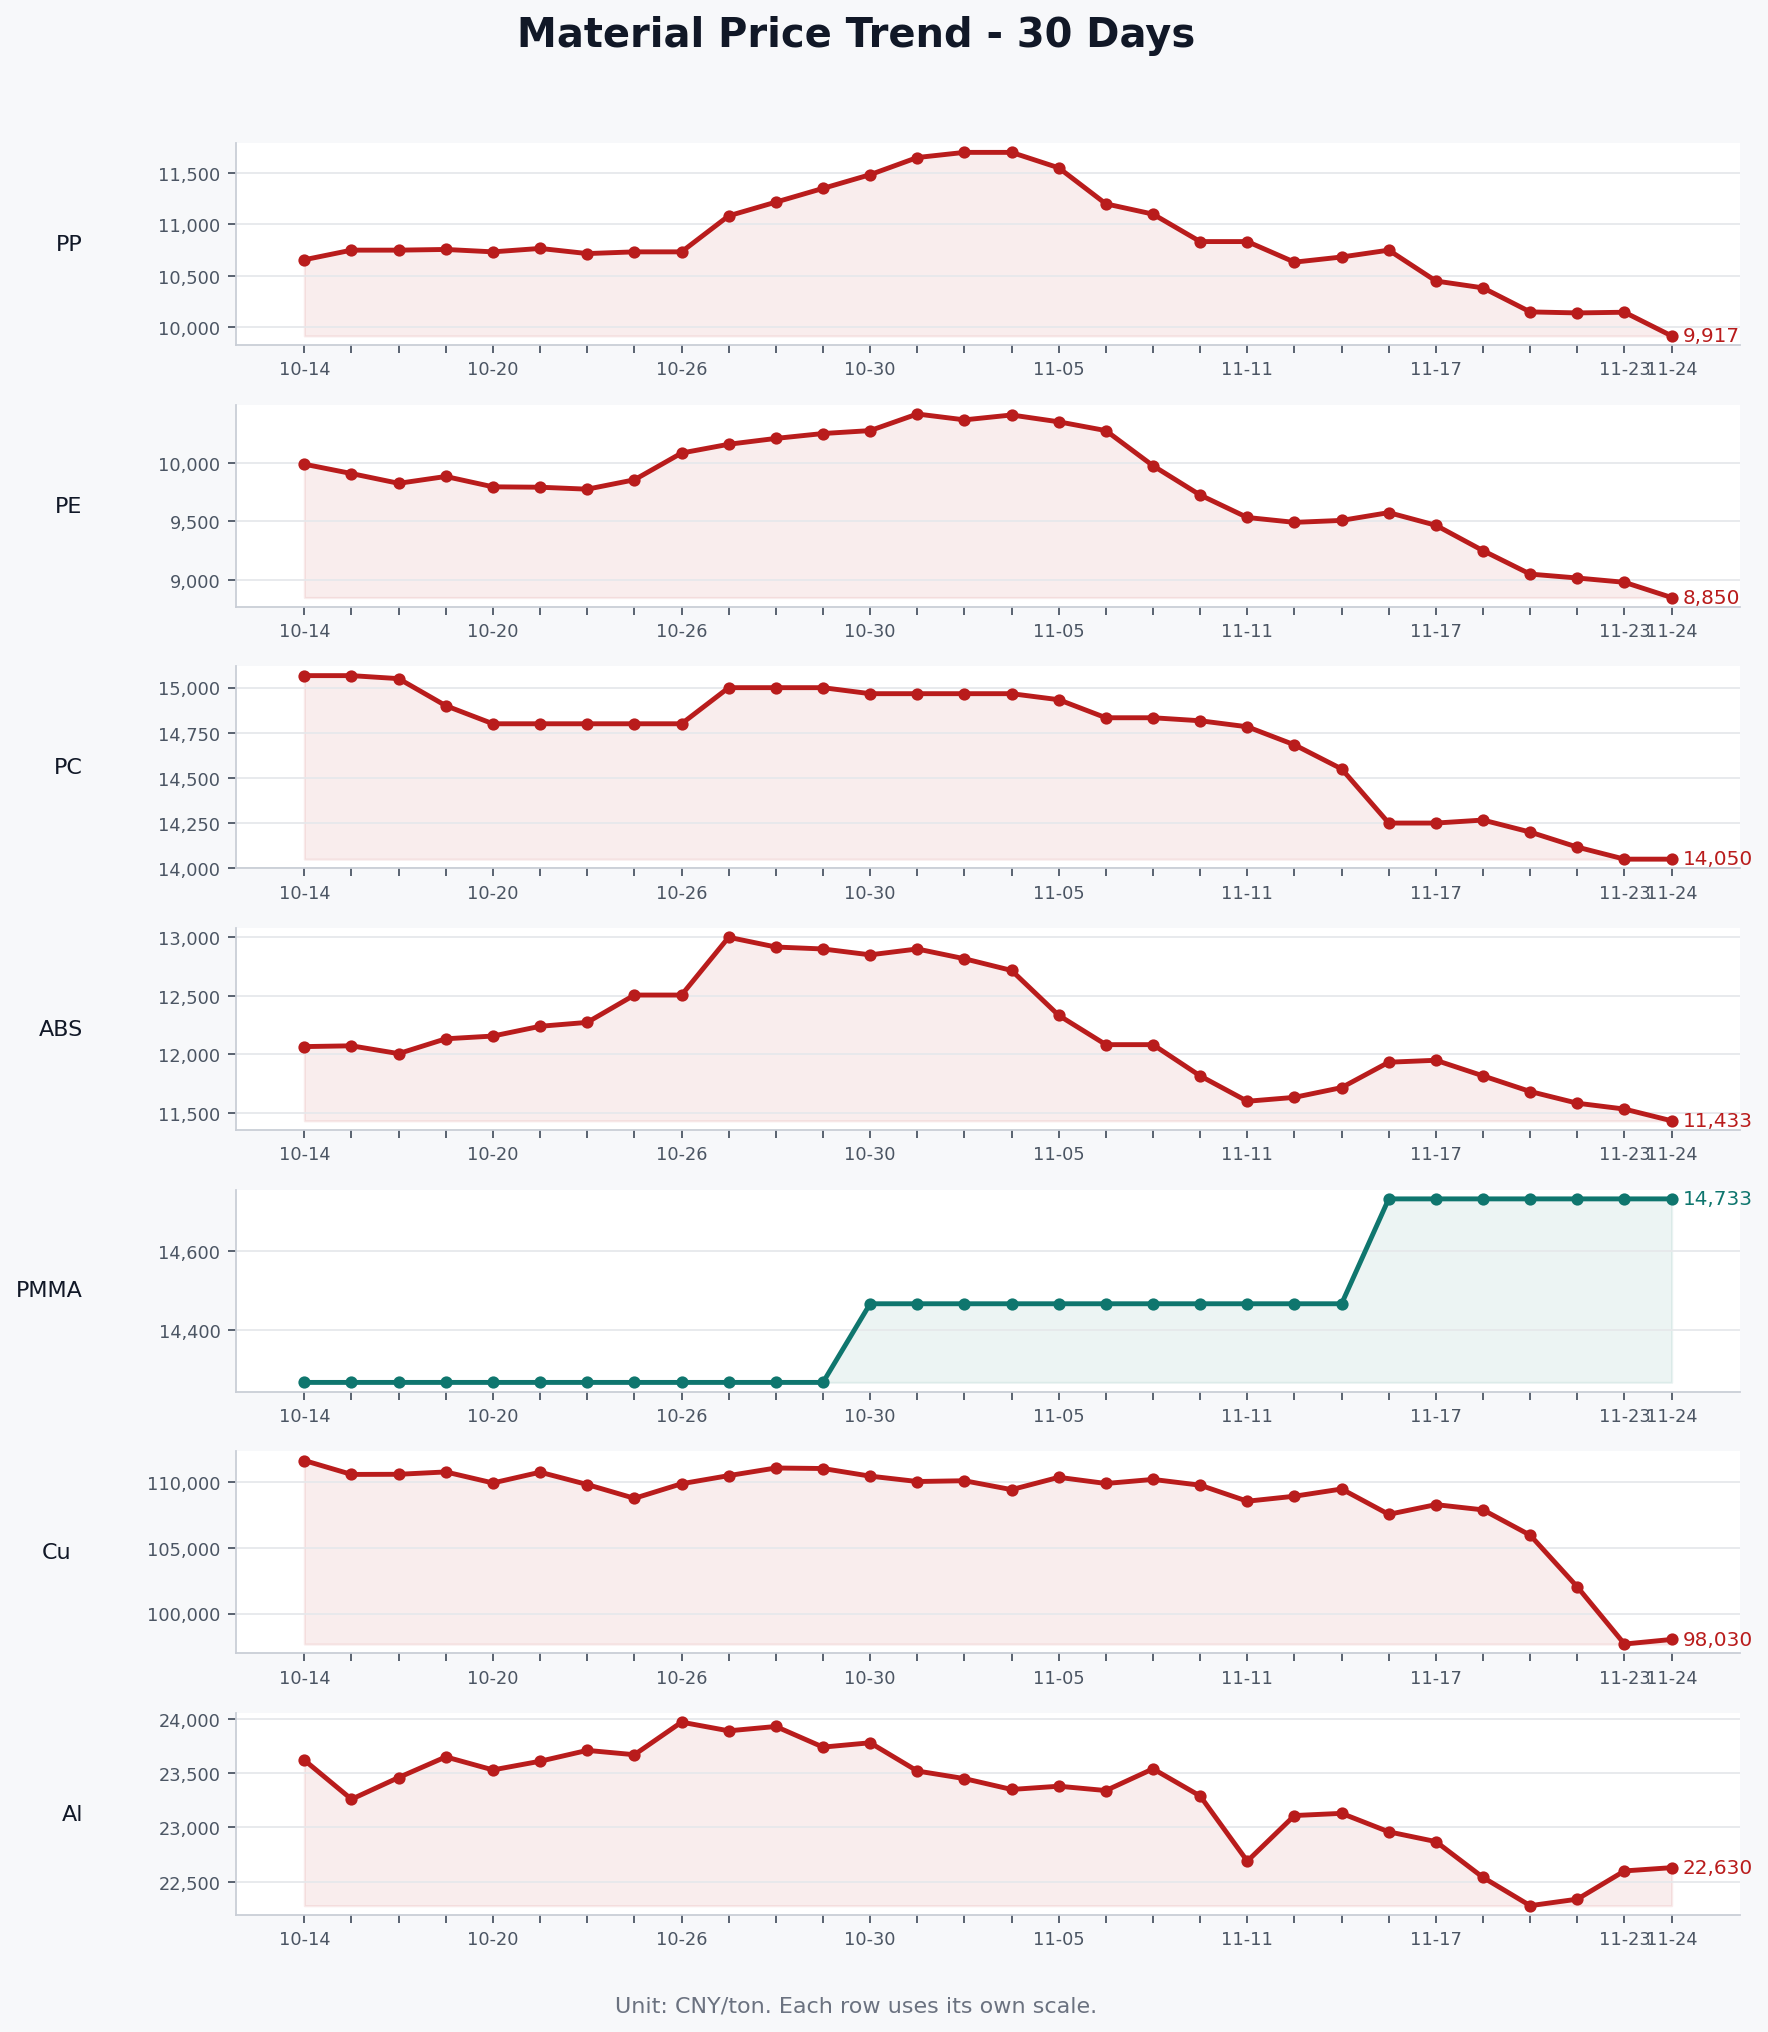 Material Price Trend - 30 Days
11,500
11,000
PP
10,500
10,000
9,917
10-14 10-20 10-26 10-30 11-05 11-11 11-17 11-23 11-24
10,000
PE
9,500
9,000
8,850
10-14 10-20 10-26 10-30 11-05 11-11 11-17 11-23 11-24
15,000
14,750
PC
14,500
14,250
14,050
14,000
10-14 10-20 10-26 10-30 11-05 11-11 11-17 11-23 11-24
13,000
12,500
ABS
12,000
11,500
11,433
10-14 10-20 10-26 10-30 11-05 11-11 11-17 11-23 11-24
14,733
14,600
PMMA
14,400
10-14 10-20 10-26 10-30 11-05 11-11 11-17 11-23 11-24
110,000
105,000
Cu
100,000
98,030
10-14 10-20 10-26 10-30 11-05 11-11 11-17 11-23 11-24
24,000
23,500
Al
23,000
22,630
22,500
10-14 10-20 10-26 10-30 11-05 11-11 11-17 11-23 11-24
Unit: CNY/ton. Each row uses its own scale.